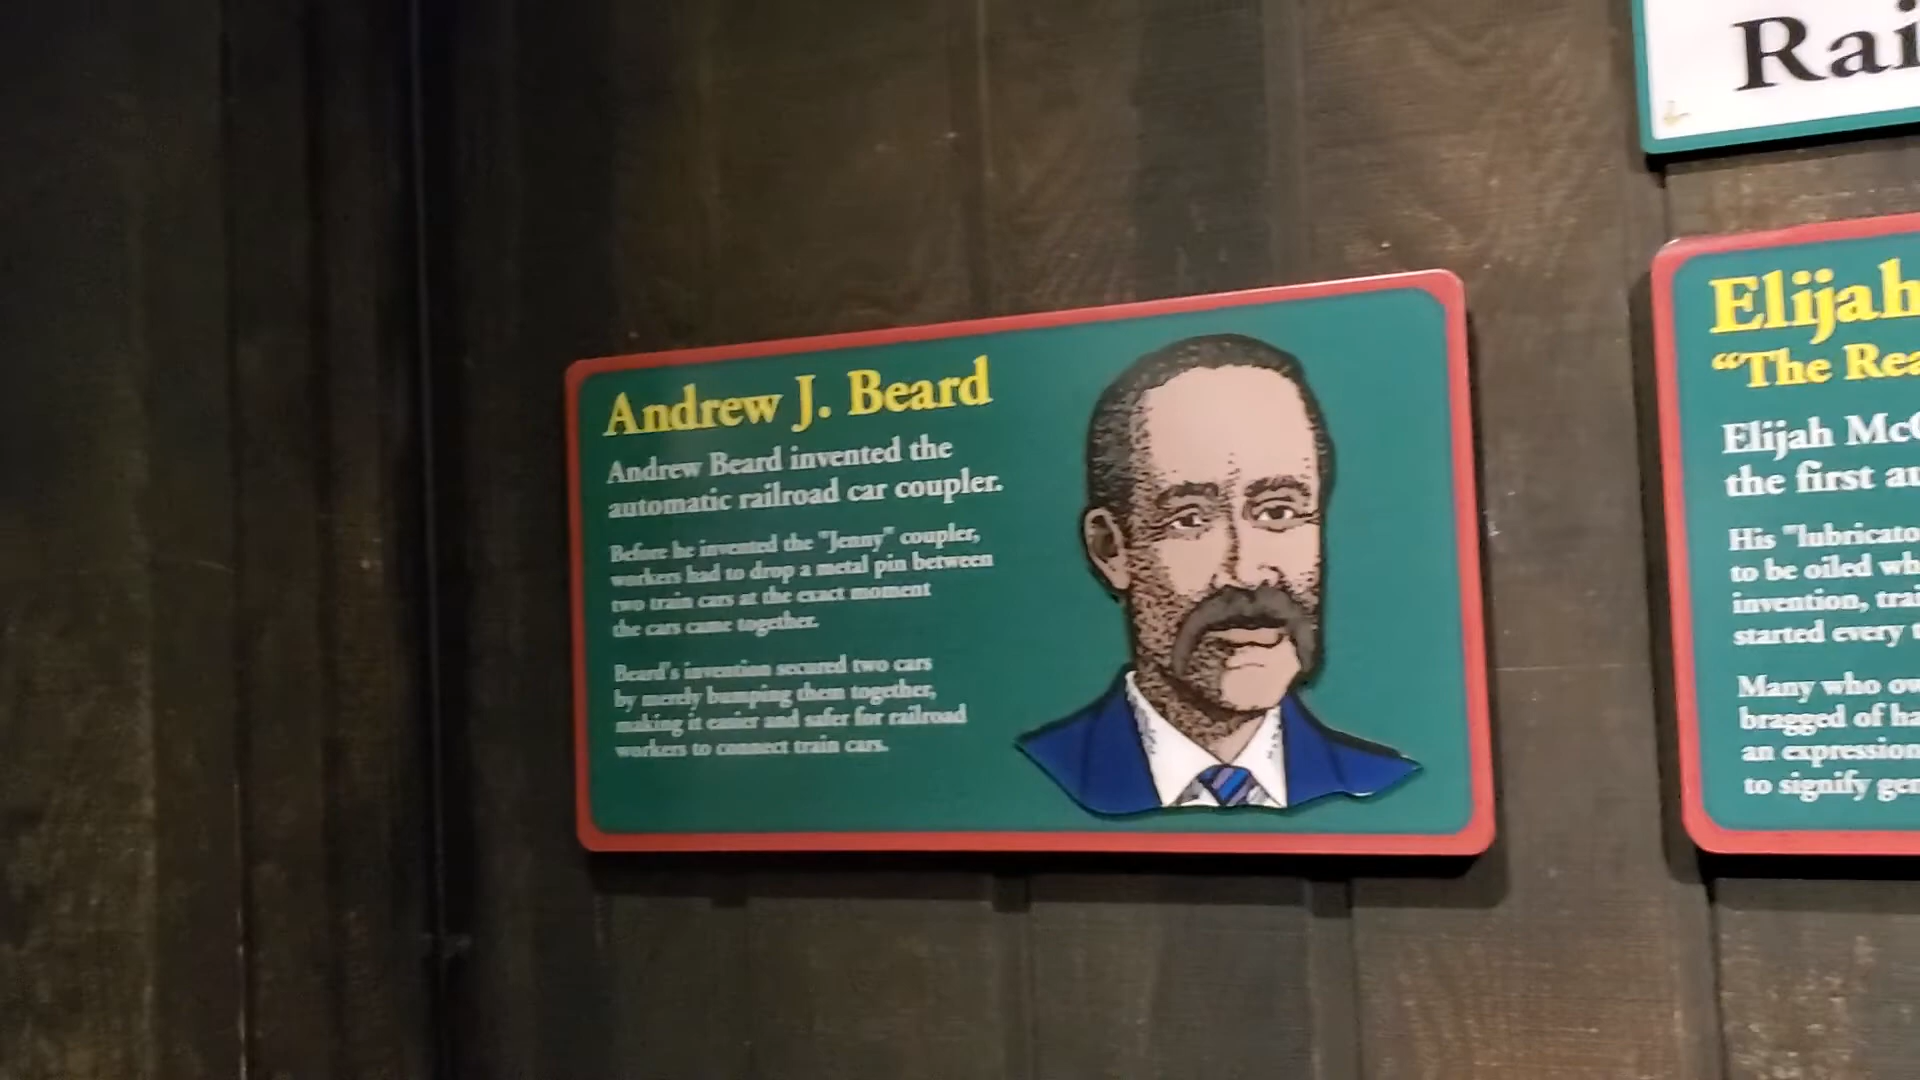 Rai
Andrew J. Beard
Andrew Beard invented the
automatic railroad car coupler.
Before he invented the "Jenny" coupler,
workers had to drop a metal pin between
two train cars at the exact moment
the cars came together.
Beard's invention secured two cars
by merely bumping them together,
making it easier and safer for railroad
workers to connect train cars.
Elijah
“The Rea
Elijah McC
the first au
His "lubricato
to be oiled wh
invention, trai
started every t
Many who ow
bragged of ha
an expression
to signify gen